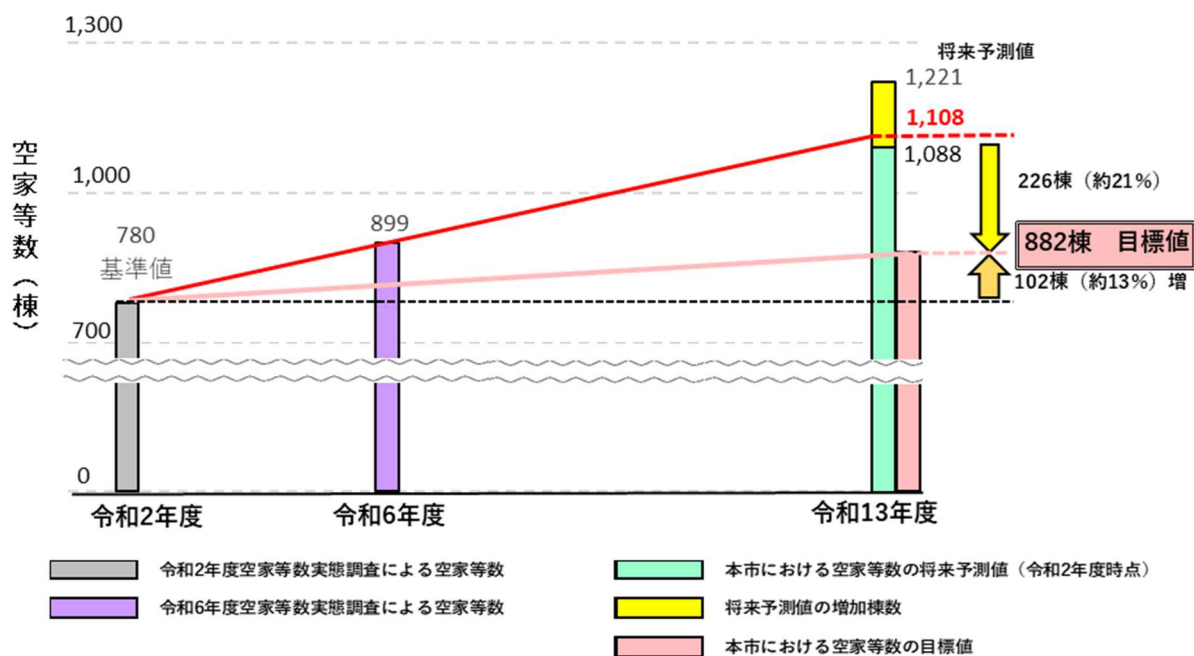 1,300
将来予測値
1,221
1,108
1,088
空家等数（棟）
1,000
226棟（約21%）
899
780
基準値
882棟　目標値
102棟（約13%）増
700
0
令和2年度
令和6年度
令和13年度
令和2年度空家等数実態調査による空家等数
本市における空家等数の将来予測値（令和2年度時点）
令和6年度空家等数実態調査による空家等数
将来予測値の増加棟数
本市における空家等数の目標値